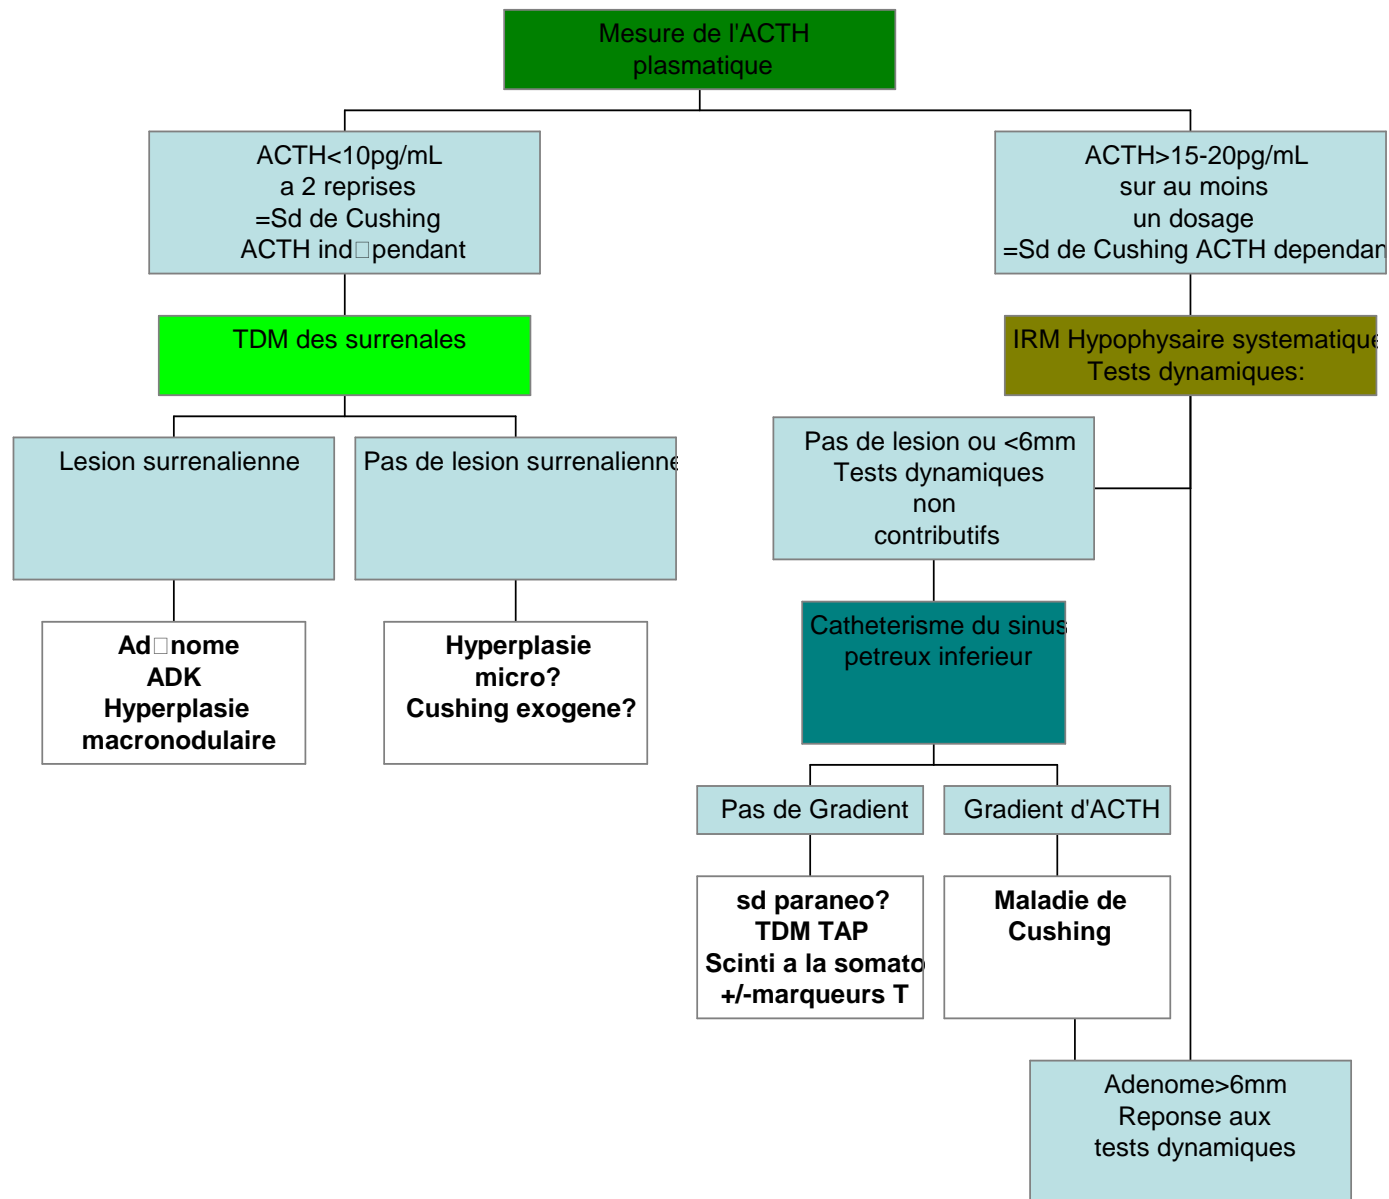 Mesure de l'ACTH
plasmatique
ACTH<10pg/mL
a 2 reprises
=Sd de Cushing
ACTH ind□pendant
ACTH>15-20pg/mL
sur au moins
un dosage
=Sd de Cushing ACTH dependan
TDM des surrenales
IRM Hypophysaire systematique
Tests dynamiques:
Lesion surrenalienne
Pas de lesion surrenalienne
Pas de lesion ou <6mm
Tests dynamiques
non
contributifs
Ad□nome
ADK
Hyperplasie
macronodulaire
Hyperplasie
micro?
Cushing exogene?
Catheterisme du sinus
petreux inferieur
Pas de Gradient
Gradient d'ACTH
sd paraneo?
TDM TAP
Scinti a la somato
+/-marqueurs T
Maladie de
Cushing
Adenome>6mm
Reponse aux
tests dynamiques